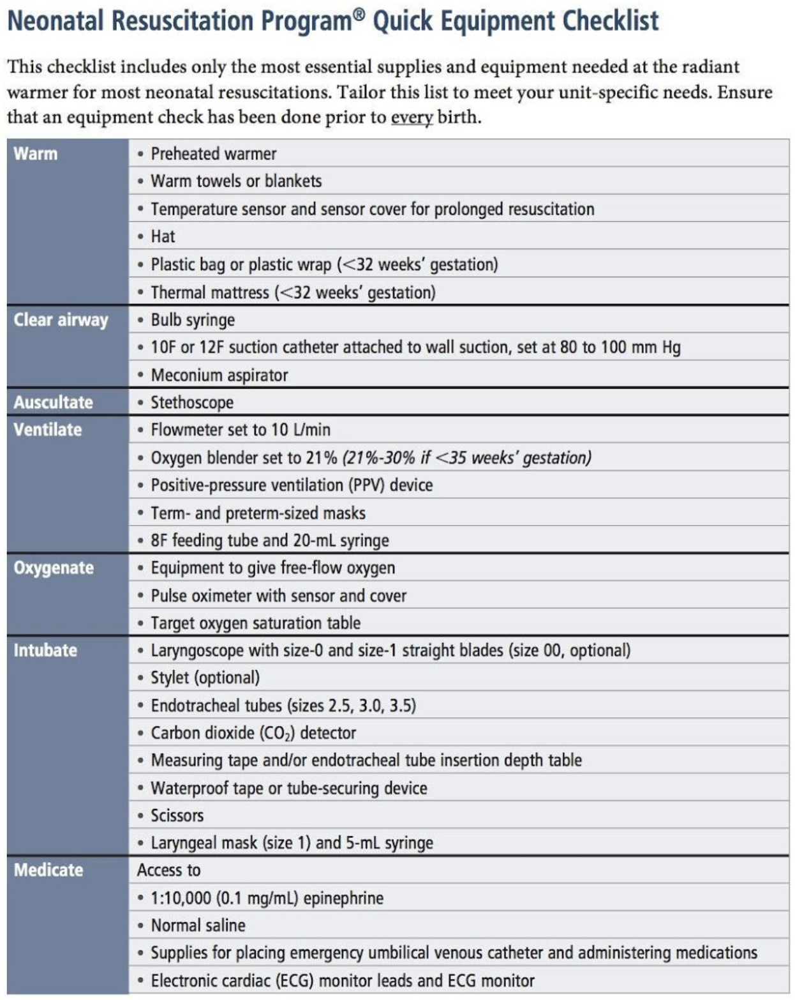 Neonatal Resuscitation Program® Quick Equipment Checklist
This checklist includes only the most essential supplies and equipment needed at the radiant
warmer for most neonatal resuscitations. Tailor this list to meet your unit-specific needs. Ensure
that an equipment check has been done prior to every birth.
Warm
• Preheated warmer
• Warm towels or blankets
• Temperature sensor and sensor cover for prolonged resuscitation
• Hat
• Plastic bag or plastic wrap (<32 weeks’ gestation)
• Thermal mattress (<32 weeks’ gestation)
Clear airway
• Bulb syringe
• 10F or 12F suction catheter attached to wall suction, set at 80 to 100 mm Hg
• Meconium aspirator
Auscultate
• Stethoscope
Ventilate
• Flowmeter set to 10 L/min
• Oxygen blender set to 21% (21%-30% if <35 weeks’ gestation)
• Positive-pressure ventilation (PPV) device
• Term- and preterm-sized masks
• 8F feeding tube and 20-mL syringe
Oxygenate
• Equipment to give free-flow oxygen
• Pulse oximeter with sensor and cover
• Target oxygen saturation table
Intubate
• Laryngoscope with size-0 and size-1 straight blades (size 00, optional)
• Stylet (optional)
• Endotracheal tubes (sizes 2.5, 3.0, 3.5)
• Carbon dioxide (CO₂) detector
• Measuring tape and/or endotracheal tube insertion depth table
• Waterproof tape or tube-securing device
• Scissors
• Laryngeal mask (size 1) and 5-mL syringe
Medicate
Access to
• 1:10,000 (0.1 mg/mL) epinephrine
• Normal saline
• Supplies for placing emergency umbilical venous catheter and administering medications
• Electronic cardiac (ECG) monitor leads and ECG monitor